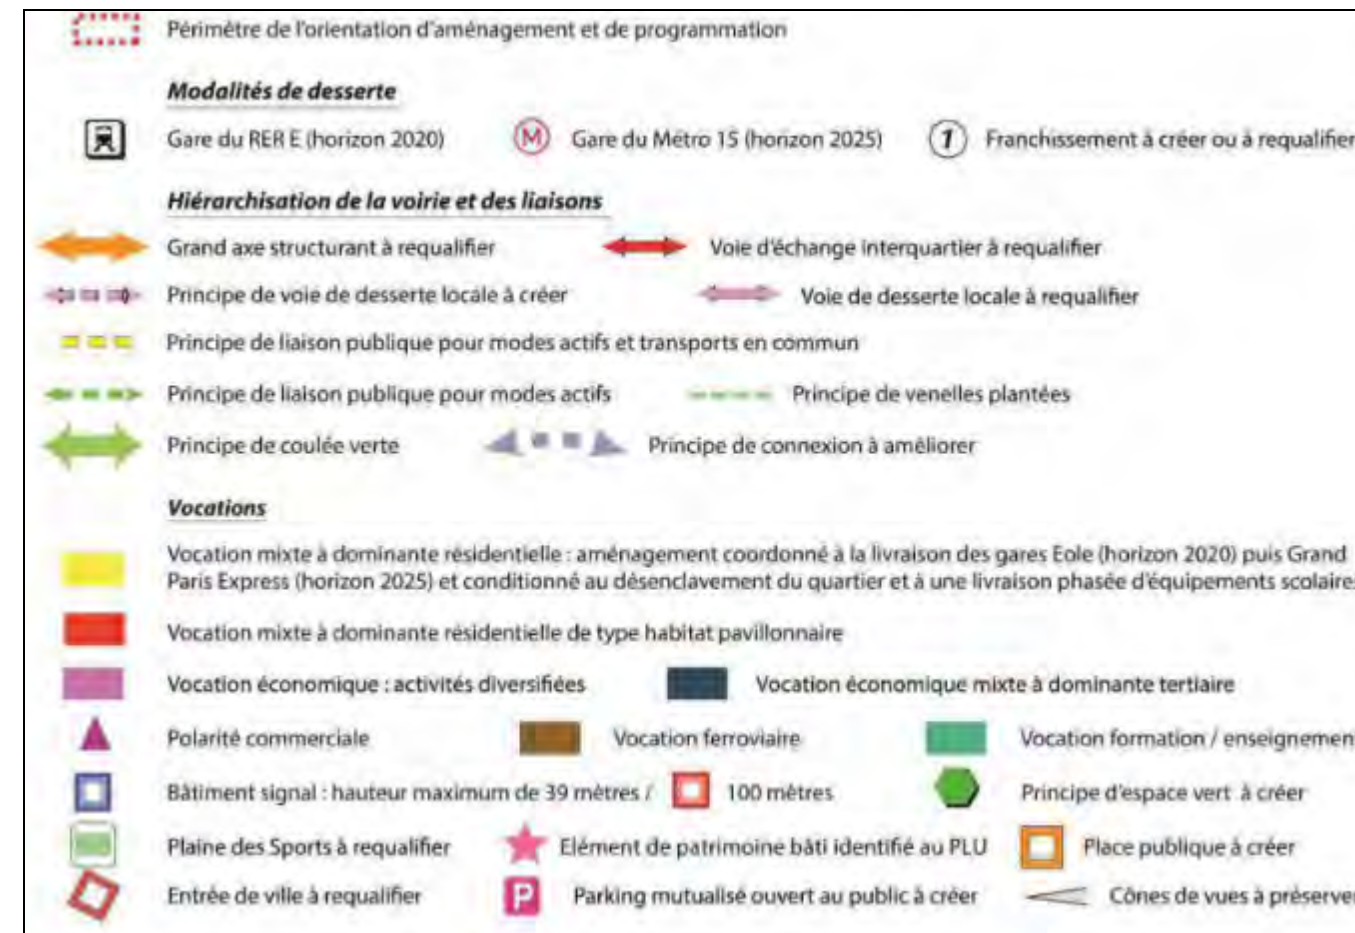 Périmètre de l'orientation d'aménagement et de programmation
Modalités de desserte
Gare du RER E (horizon 2020) M Gare du Métro 15 (horizon 2025) 1 Franchissement à créer ou à requalifier
Hiérarchisation de la voirie et des liaisons
Grand axe structurant à requalifier Voie d'échange interquartier à requalifier
Principe de voie de desserte locale à créer Voie de desserte locale à requalifier
Principe de liaison publique pour modes actifs et transports en commun
Principe de liaison publique pour modes actifs Principe de venelles plantées
Principe de coulée verte Principe de connexion à améliorer
Vocations
Vocation mixte à dominante résidentielle : aménagement coordonné à la livraison des gares Eole (horizon 2020) puis Grand
Paris Express (horizon 2025) et conditionné au désenclavement du quartier et à une livraison phasée d'équipements scolaire
Vocation mixte à dominante résidentielle de type habitat pavillonnaire
Vocation économique : activités diversifiées Vocation économique mixte à dominante tertiaire
Polarité commerciale Vocation ferroviaire Vocation formation / enseignemen
Bâtiment signal : hauteur maximum de 39 mètres / 100 mètres Principe d'espace vert à créer
Plaine des Sports à requalifier Elément de patrimoine bâti identifié au PLU Place publique à créer
Entrée de ville à requalifier P Parking mutualisé ouvert au public à créer Cônes de vues à préserver